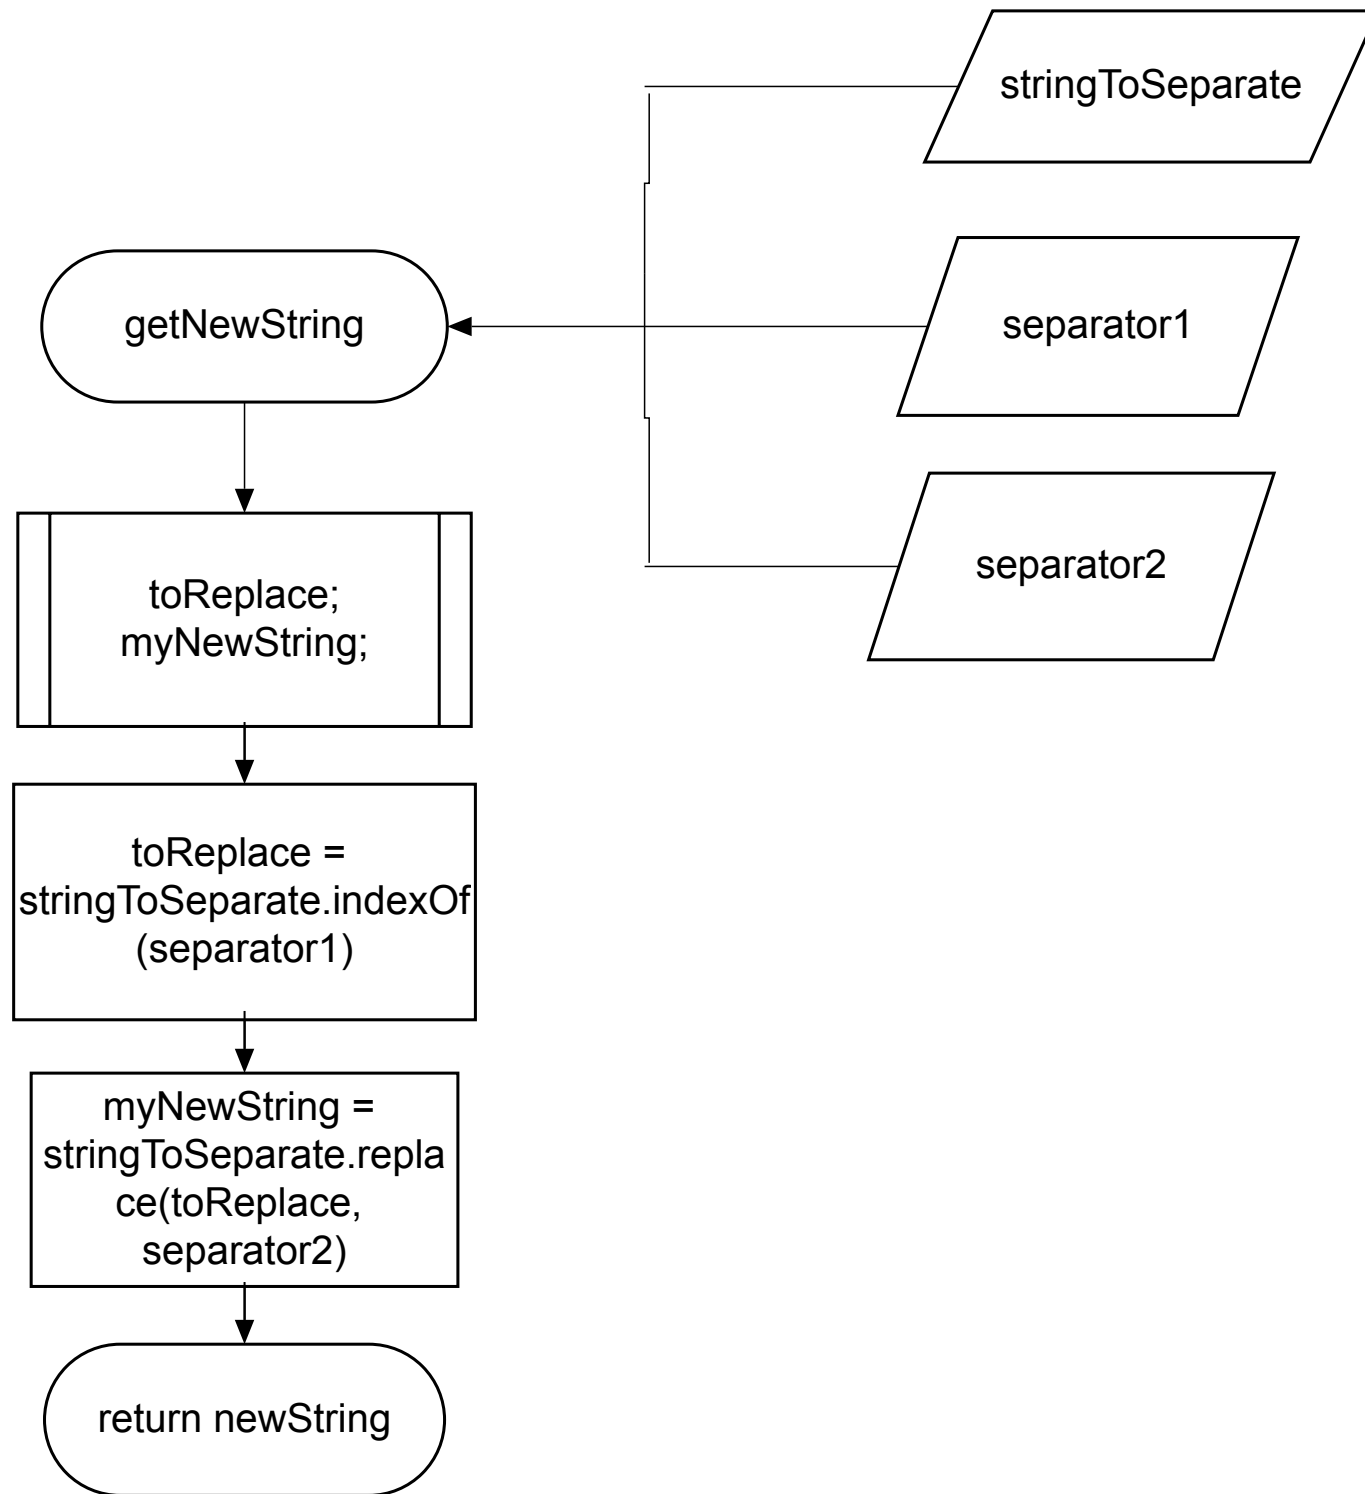 stringToSeparate
separator1
getNewString
separator2
toReplace;
myNewString;
toReplace =
stringToSeparate.indexOf
(separator1)
myNewString =
stringToSeparate.repla
ce(toReplace,
separator2)
return newString